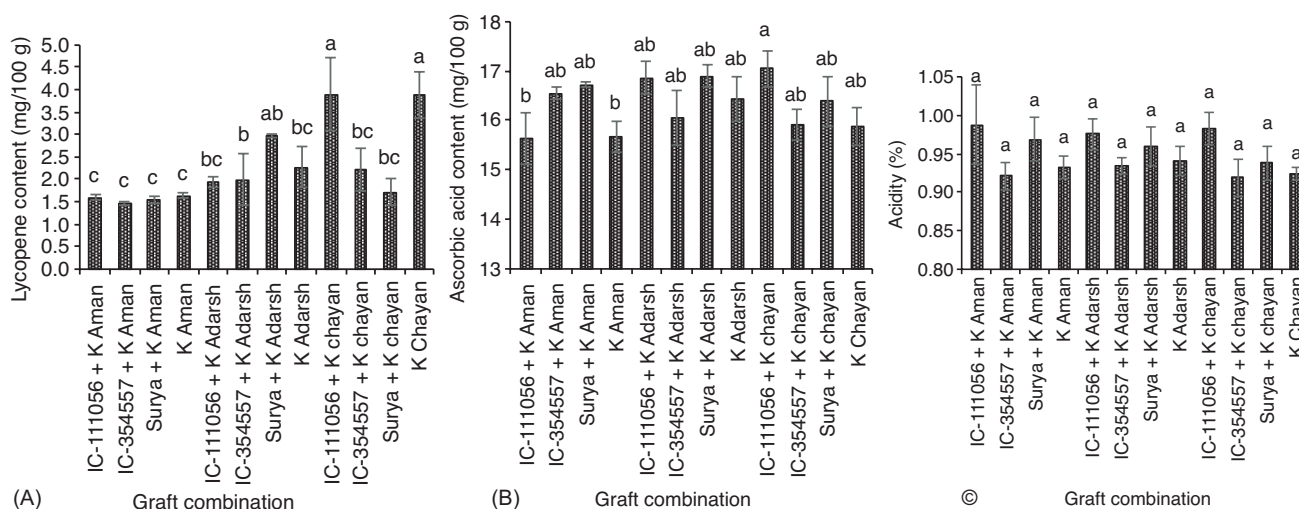 Lycopene content (mg/100 g)
5.0
4.5
4.0
3.5
3.0
2.5
2.0
1.5
1.0
0.5
0.0
c
c
c
c
bc
b
ab
bc
a
bc
bc
a
IC-111056 + K Aman
IC-354557 + K Aman
Surya + K Aman
K Aman
IC-111056 + K Adarsh
IC-354557 + K Adarsh
Surya + K Adarsh
K Adarsh
IC-111056 + K chayan
IC-354557 + K chayan
Surya + K chayan
K Chayan
(A)
Graft combination
Ascorbic acid content (mg/100 g)
18
17
16
15
14
13
b
ab
ab
b
ab
ab
ab
ab
a
ab
ab
ab
IC-111056 + K Aman
IC-354557 + K Aman
Surya + K Aman
K Aman
IC-111056 + K Adarsh
IC-354557 + K Adarsh
Surya + K Adarsh
K Adarsh
IC-111056 + K chayan
IC-354557 + K chayan
Surya + K chayan
K Chayan
(B)
Graft combination
Acidity (%)
1.05
1.00
0.95
0.90
0.85
0.80
a
a
a
a
a
a
a
a
a
a
a
a
IC-111056 + K Aman
IC-354557 + K Aman
Surya + K Aman
K Aman
IC-111056 + K Adarsh
IC-354557 + K Adarsh
Surya + K Adarsh
K Adarsh
IC-111056 + K chayan
IC-354557 + K chayan
Surya + K chayan
K Chayan
©
Graft combination